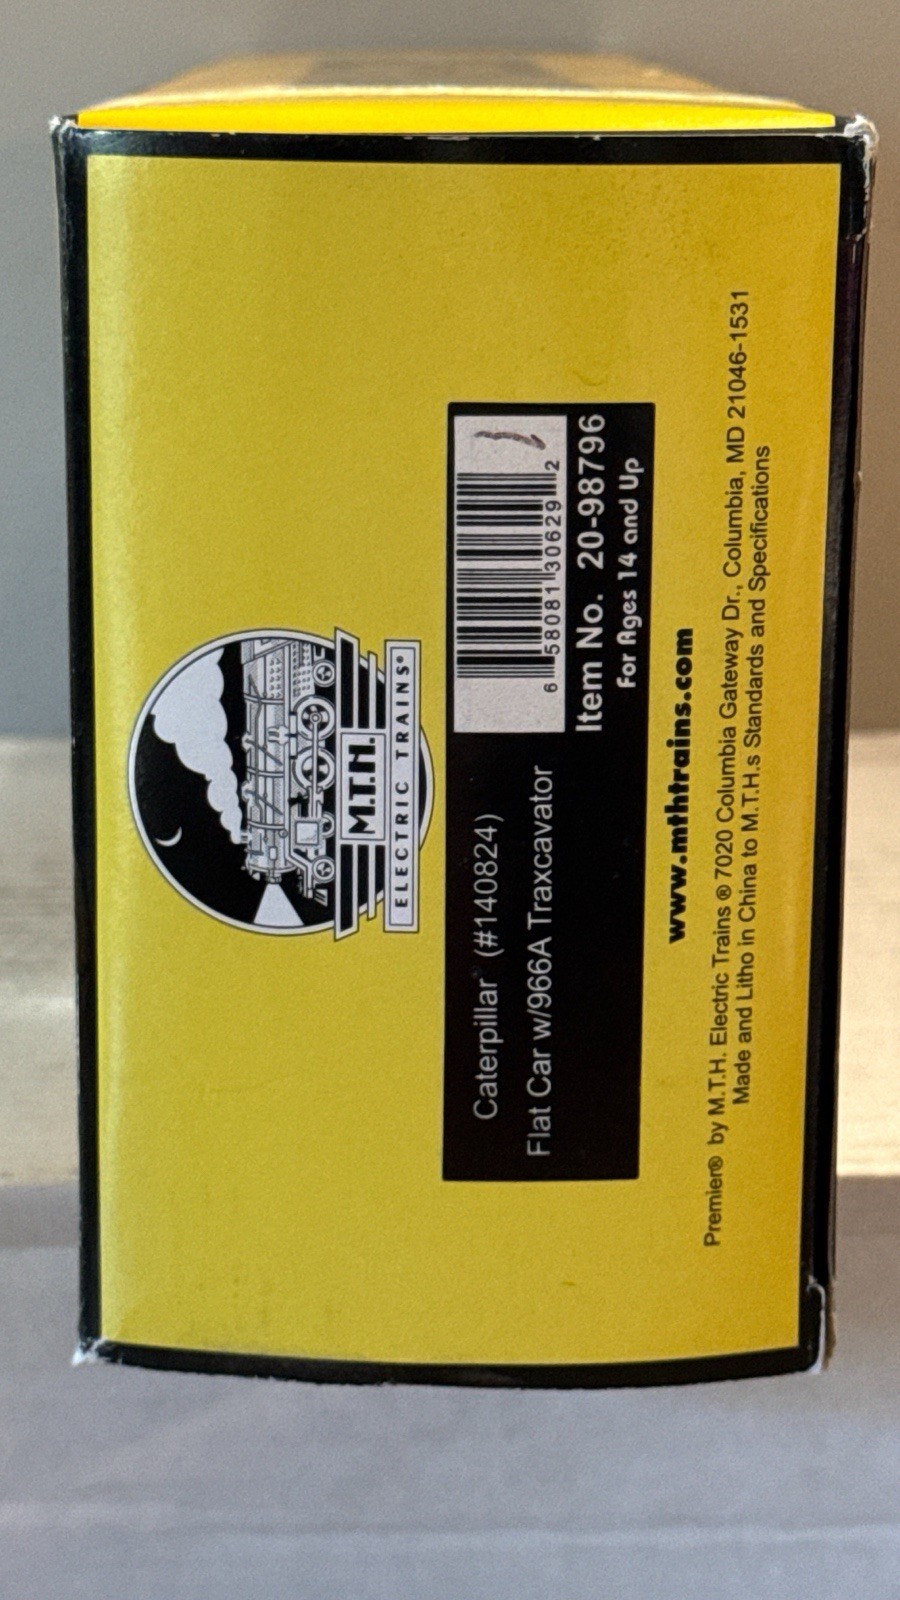 M.T.H.
ELECTRIC TRAINS®
Caterpillar® (#140824)
Flat Car w/966A Traxcavator
6 58081 30629 2
Item No. 20-98796
For Ages 14 and Up
www.mthtrains.com
Premier® by M.T.H. Electric Trains ® 7020 Columbia Gateway Dr., Columbia, MD 21046-1531
Made and Litho in China to M.T.H.s Standards and Specifications